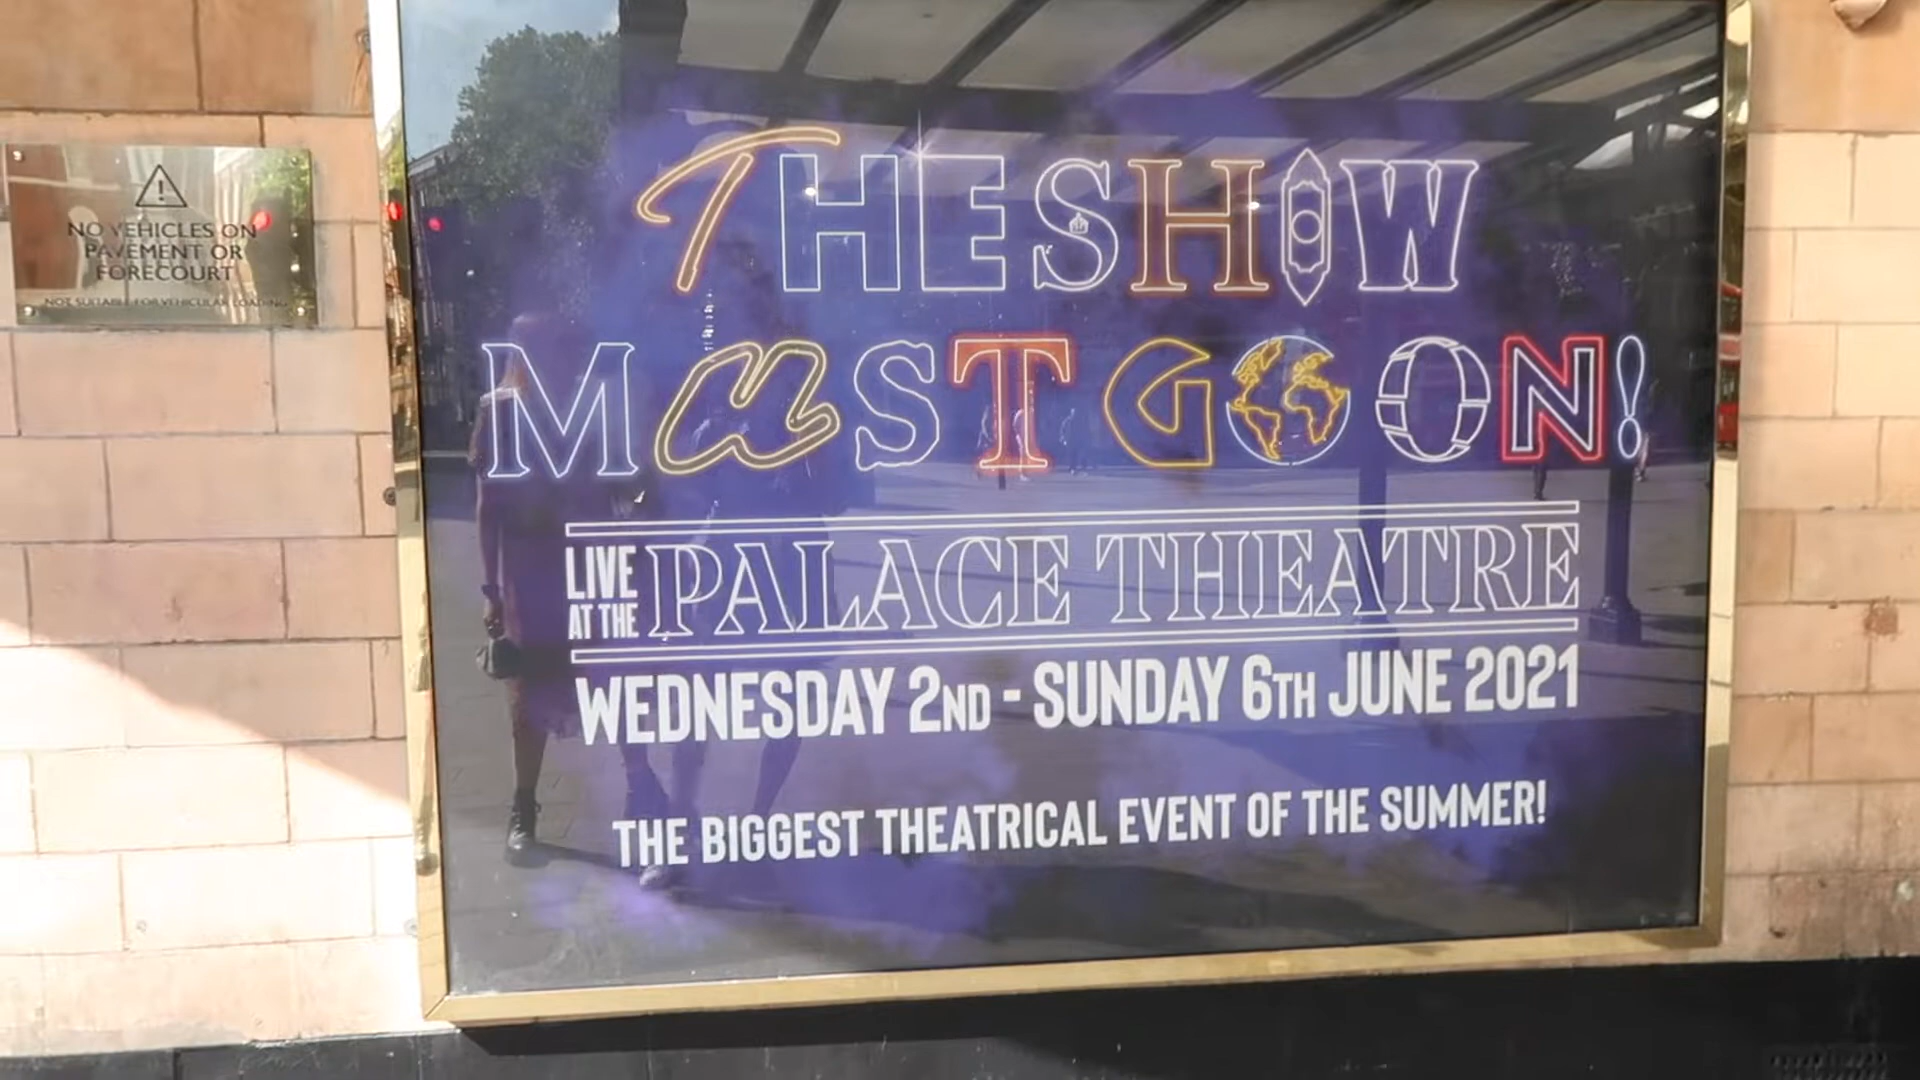 NO VEHICLES ON
PAVEMENT OR
FORECOURT
NOT SUITABLE FOR VEHICULAR LOADING
THE SHOW
MUST GO ON!
LIVE
AT THE
PALACE THEATRE
WEDNESDAY 2ND - SUNDAY 6TH JUNE 2021
THE BIGGEST THEATRICAL EVENT OF THE SUMMER!